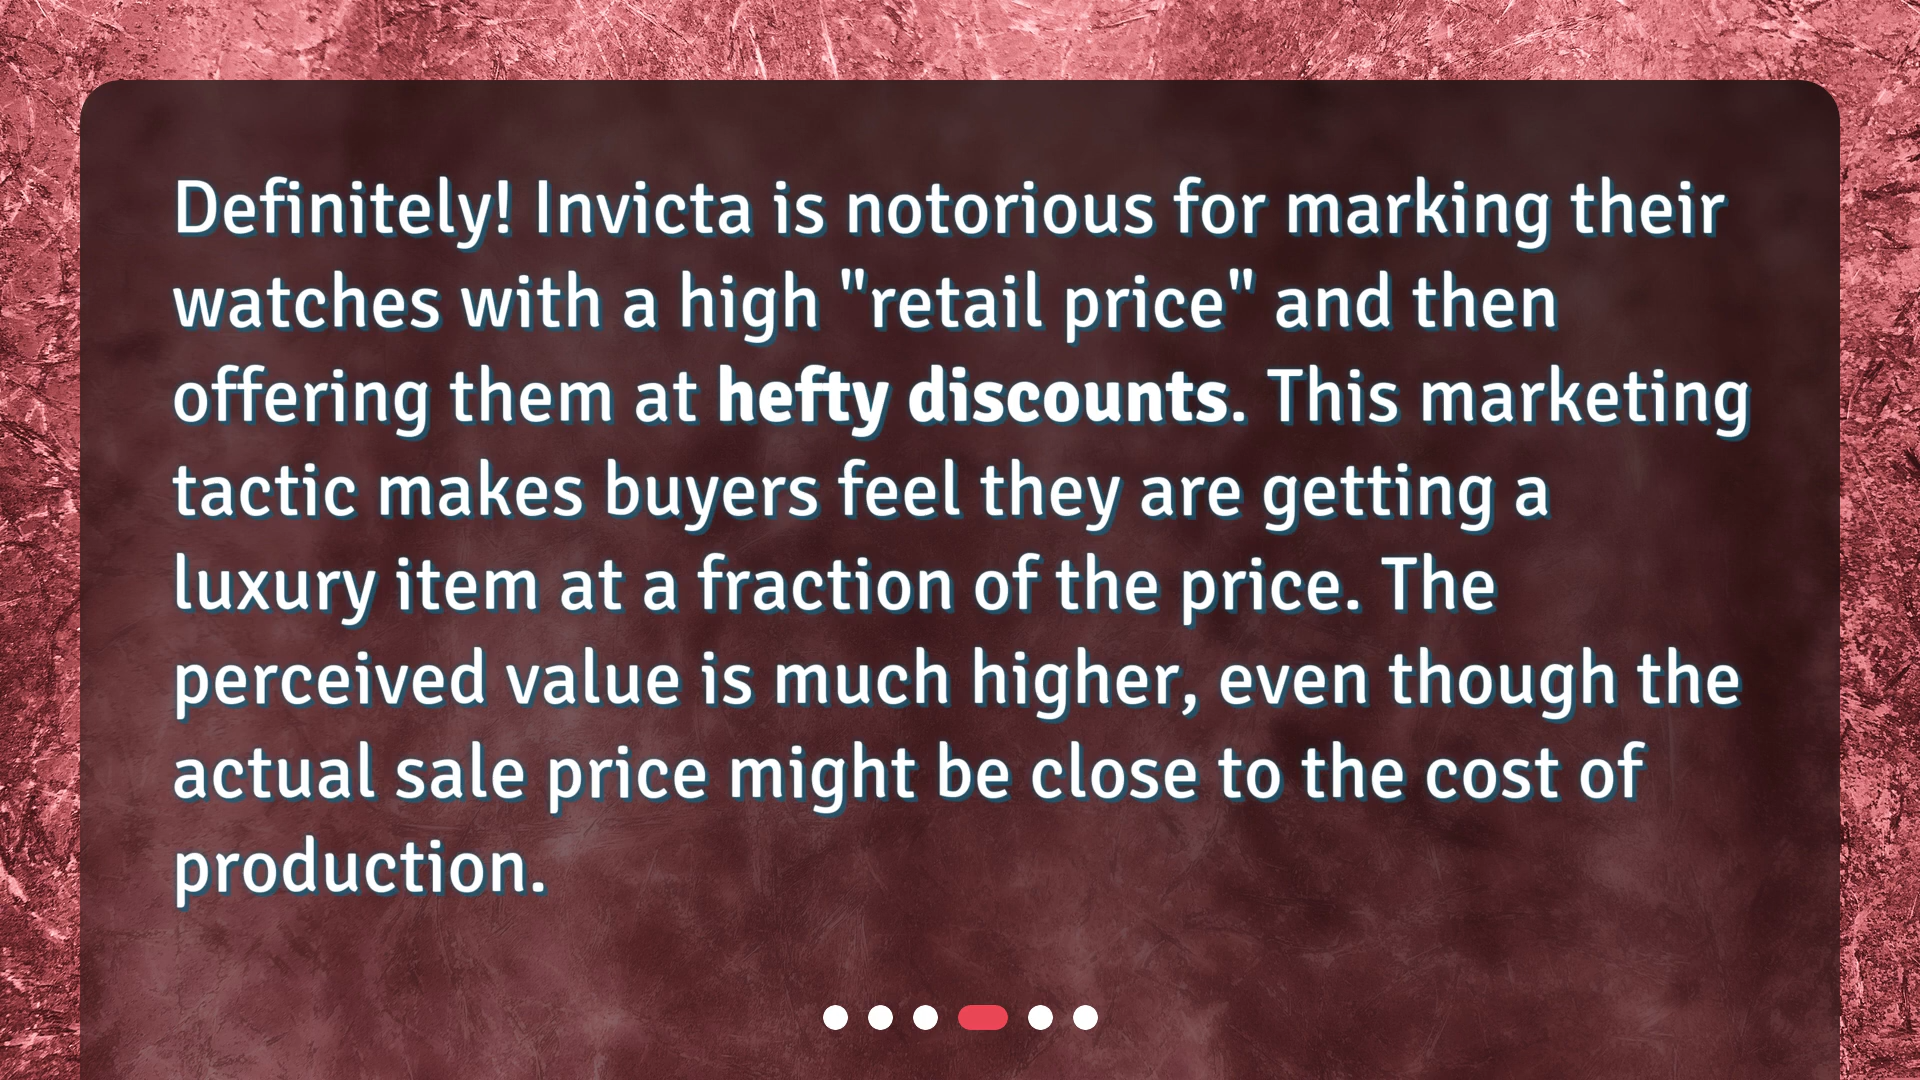 Definitely! Invicta is notorious for marking their
watches with a high "retail price" and then
offering them at hefty discounts. This marketing
tactic makes buyers feel they are getting a
luxury item at a fraction of the price. The
perceived value is much higher, even though the
actual sale price might be close to the cost of
production.